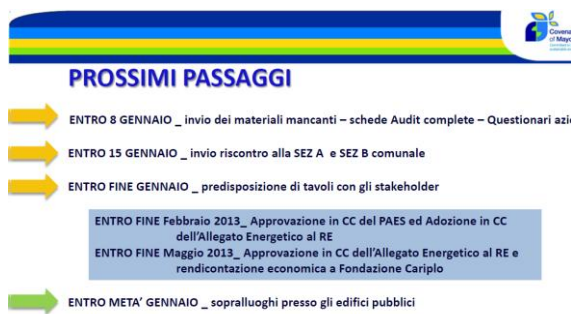 Covena
of Mayo
PROSSIMI PASSAGGI
ENTRO 8 GENNAIO _ invio dei materiali mancanti – schede Audit complete – Questionari azie
ENTRO 15 GENNAIO _ invio riscontro alla SEZ A e SEZ B comunale
ENTRO FINE GENNAIO _ predisposizione di tavoli con gli stakeholder
ENTRO FINE Febbraio 2013_ Approvazione in CC del PAES ed Adozione in CC
dell'Allegato Energetico al RE
ENTRO FINE Maggio 2013_ Approvazione in CC dell'Allegato Energetico al RE e
rendicontazione economica a Fondazione Cariplo
ENTRO META' GENNAIO _ sopralluoghi presso gli edifici pubblici